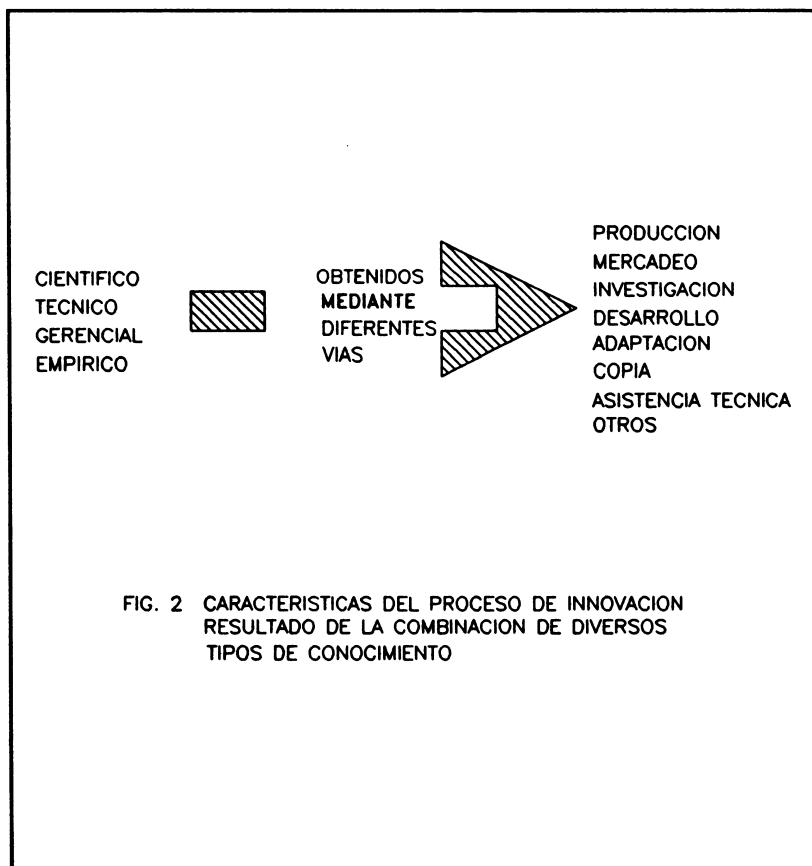 CIENTIFICO
TECNICO
GERENCIAL
EMPIRICO
OBTENIDOS
MEDIANTE
DIFERENTES
VIAS
PRODUCCION
MERCADEO
INVESTIGACION
DESARROLLO
ADAPTACION
COPIA
ASISTENCIA TECNICA
OTROS
FIG. 2 CARACTERISTICAS DEL PROCESO DE INNOVACION
RESULTADO DE LA COMBINACION DE DIVERSOS
TIPOS DE CONOCIMIENTO